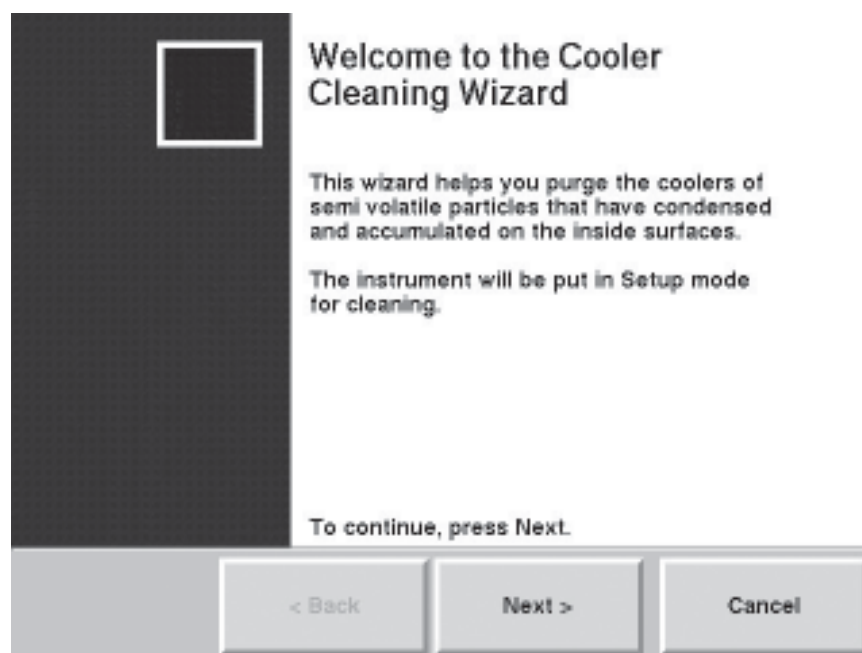 Welcome to the Cooler
Cleaning Wizard
This wizard helps you purge the coolers of
semi volatile particles that have condensed
and accumulated on the inside surfaces.
The instrument will be put in Setup mode
for cleaning.
To continue, press Next.
< Back
Next >
Cancel